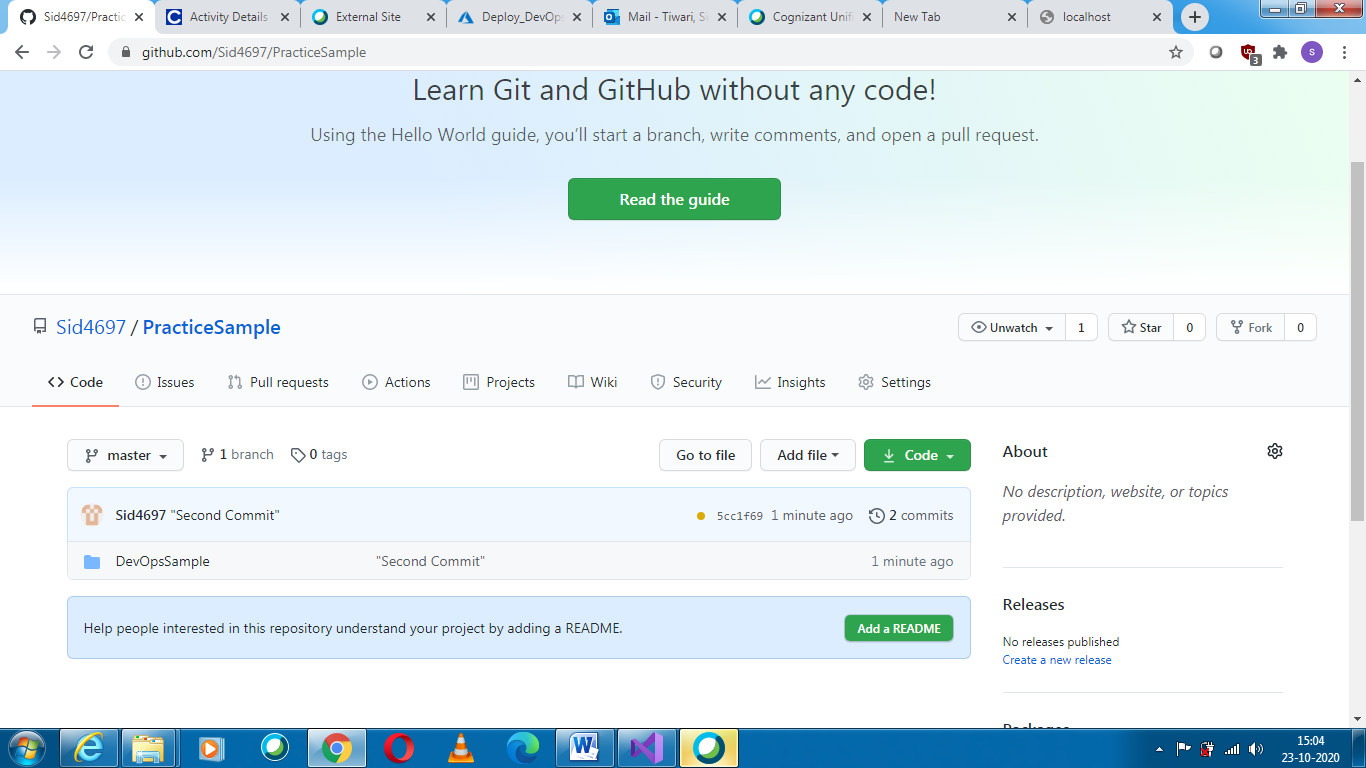 Sid4697/Practic
Activity Details
External Site
Deploy_DevOps
Mail - Tiwari, S
Cognizant Unifi
New Tab
localhost
github.com/Sid4697/PracticeSample
3
S
Learn Git and GitHub without any code!
Using the Hello World guide, you’ll start a branch, write comments, and open a pull request.
Read the guide
Sid4697 / PracticeSample
Unwatch 1
Star 0
Fork 0
Code
Issues
Pull requests
Actions
Projects
Wiki
Security
Insights
Settings
master
1 branch
0 tags
Go to file
Add file
Code
About
No description, website, or topics
provided.
Sid4697 "Second Commit"
5cc1f69 1 minute ago
2 commits
DevOpsSample
"Second Commit"
1 minute ago
Help people interested in this repository understand your project by adding a README.
Add a README
Releases
No releases published
Create a new release
15:04
23-10-2020